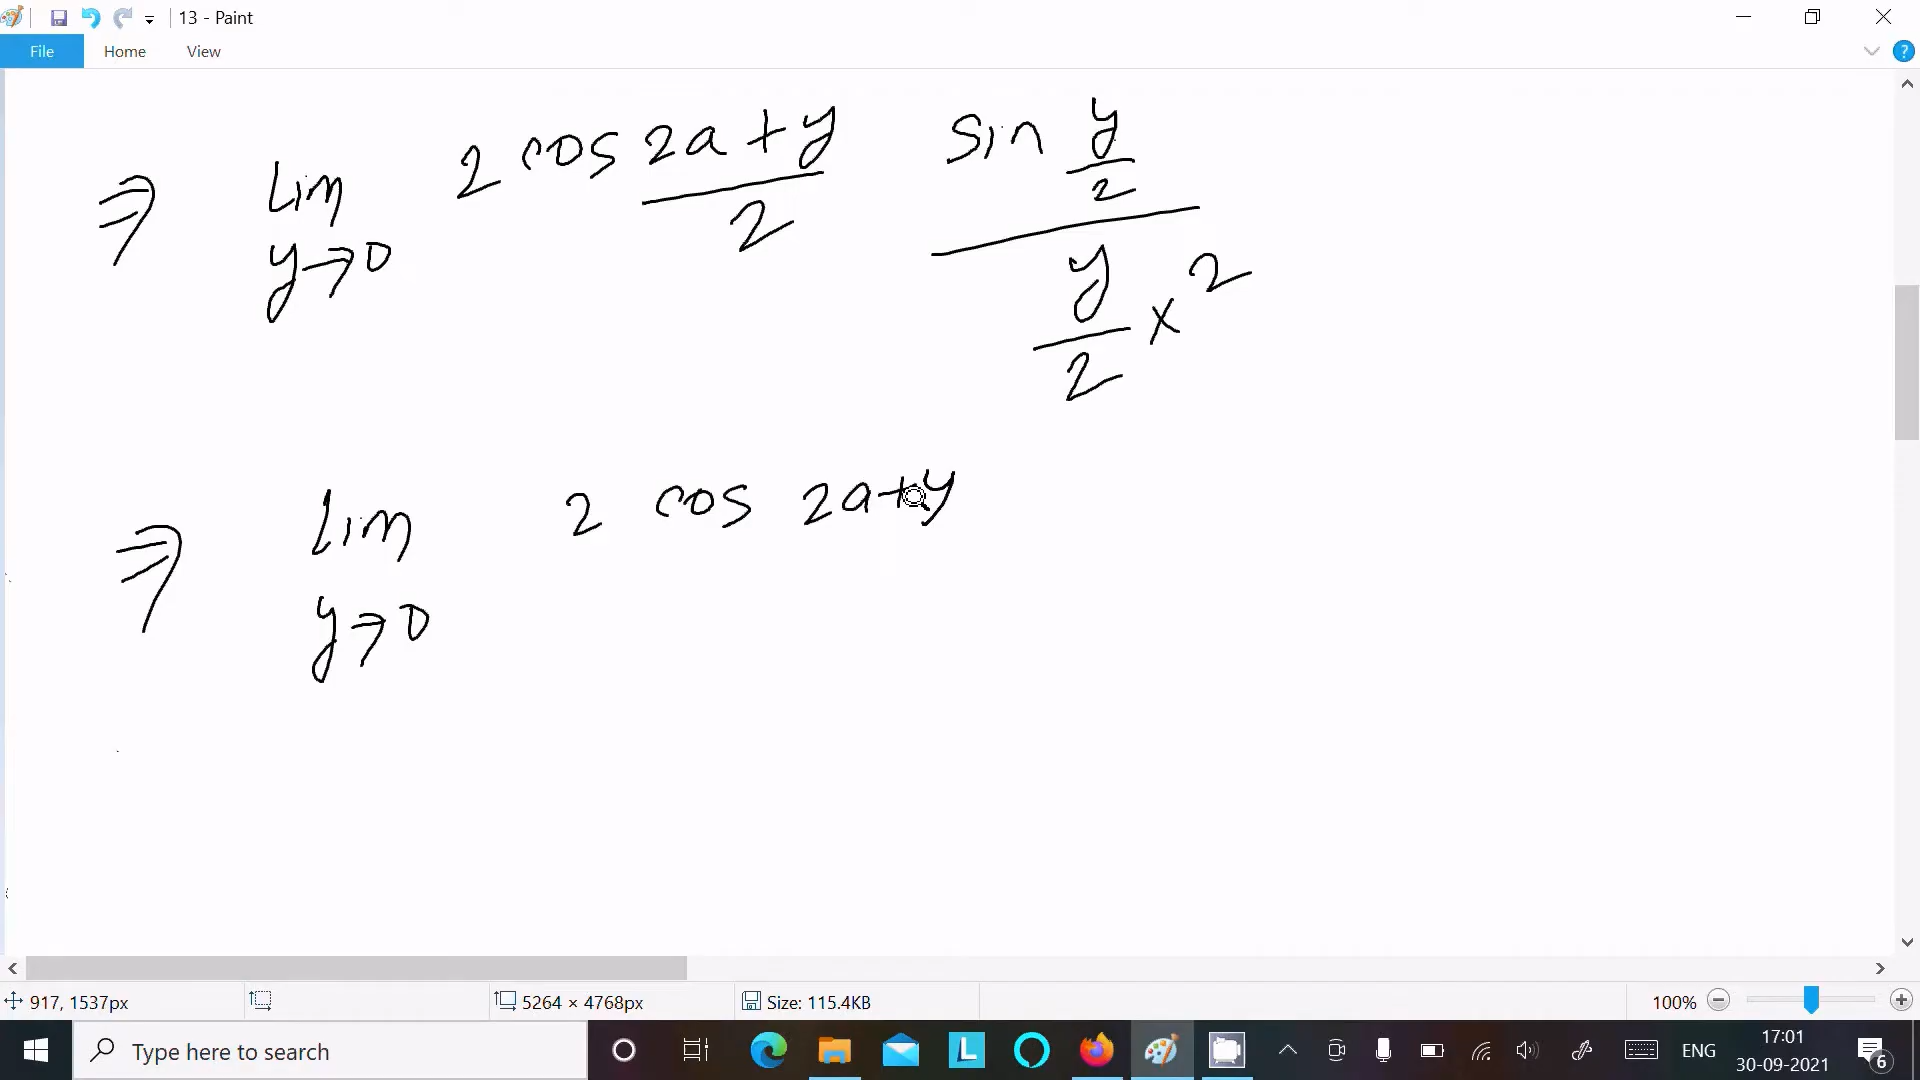 13 - Paint
File Home View
⇒ Lim y→0 2 cos (2a+y)/2 sin y/2 / (y/2 × 2)
⇒ Lim y→0 2 cos 2a+y
917, 1537px 5264 × 4768px Size: 115.4KB 100%
Type here to search L ENG 17:01
30-09-2021 6